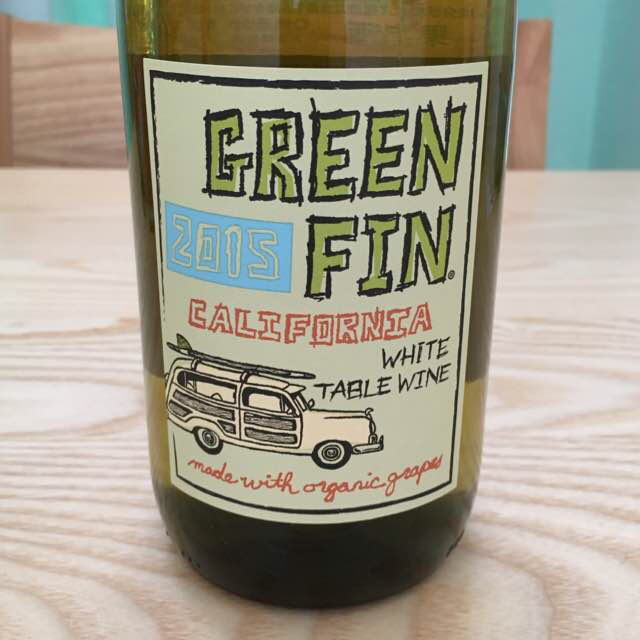 GREEN
2015 FIN®
CALIFORNIA
WHITE
TABLE WINE
made with organic grapes